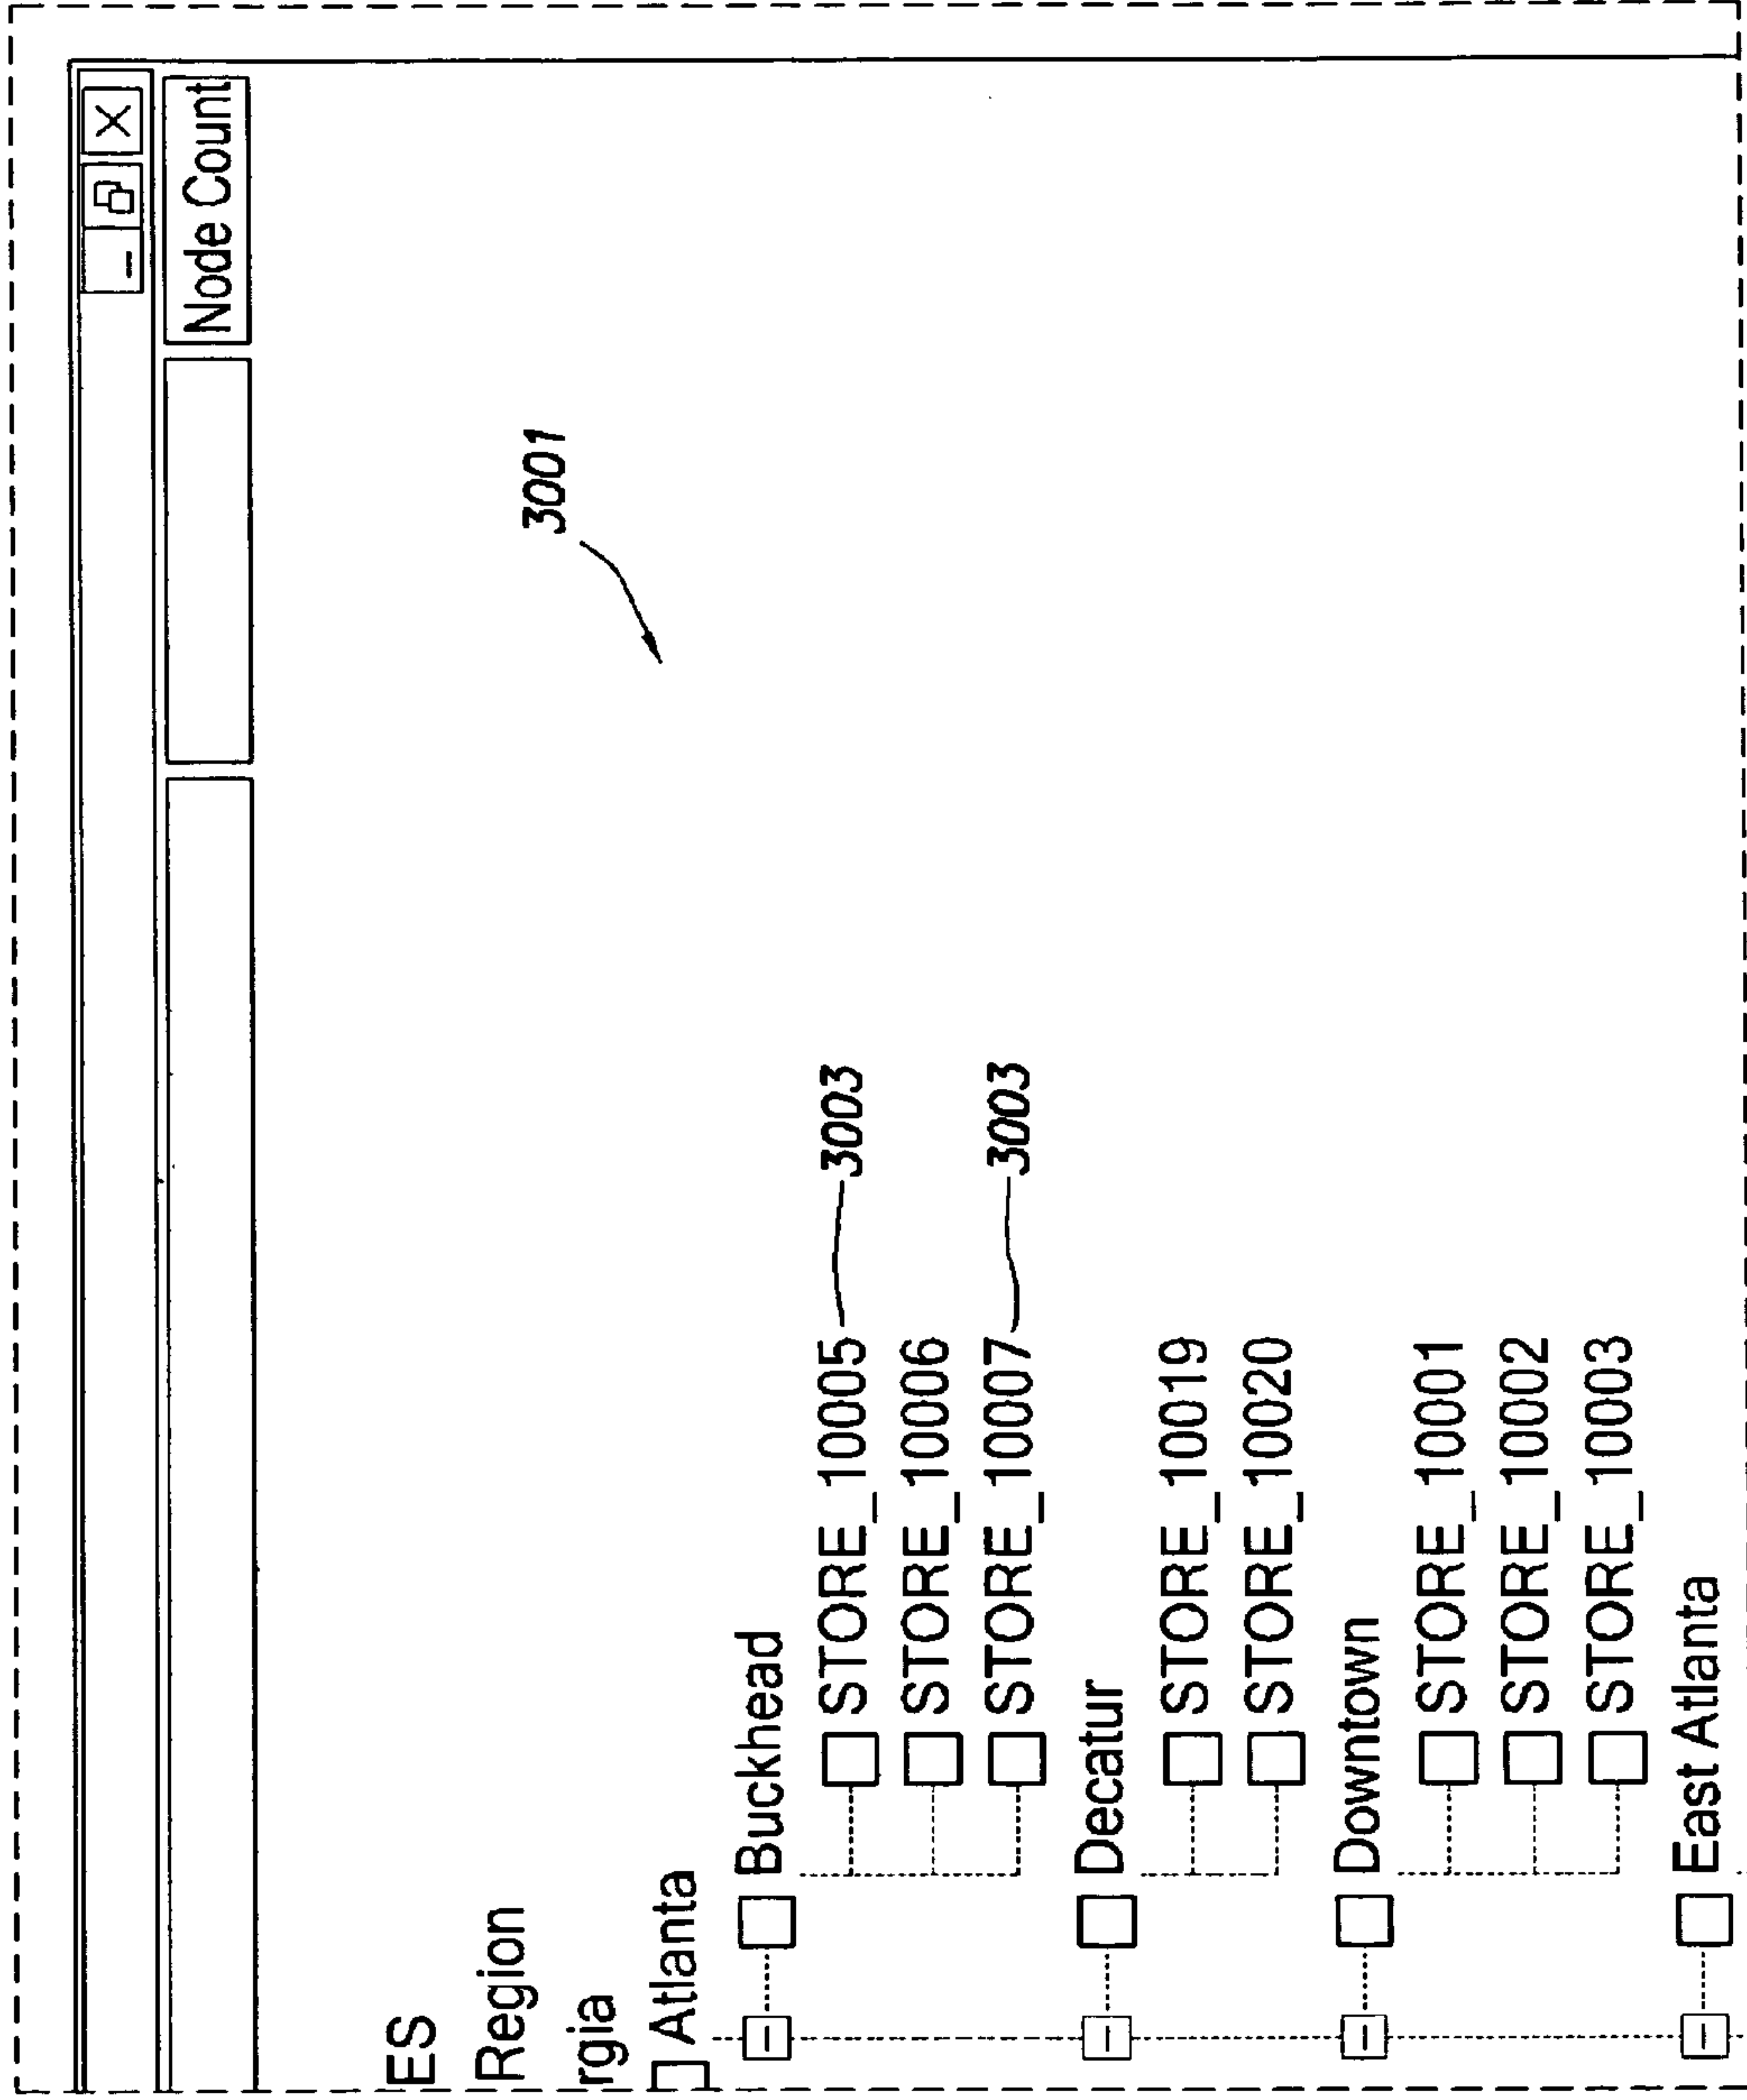 Node Count
3001
ES
Region
rgia
Atlanta
Buckhead
STORE_10005 3003
STORE_10006
STORE_10007 3003
Decatur
STORE_10019
STORE_10020
Downtown
STORE_10001
STORE_10002
STORE_10003
East Atlanta